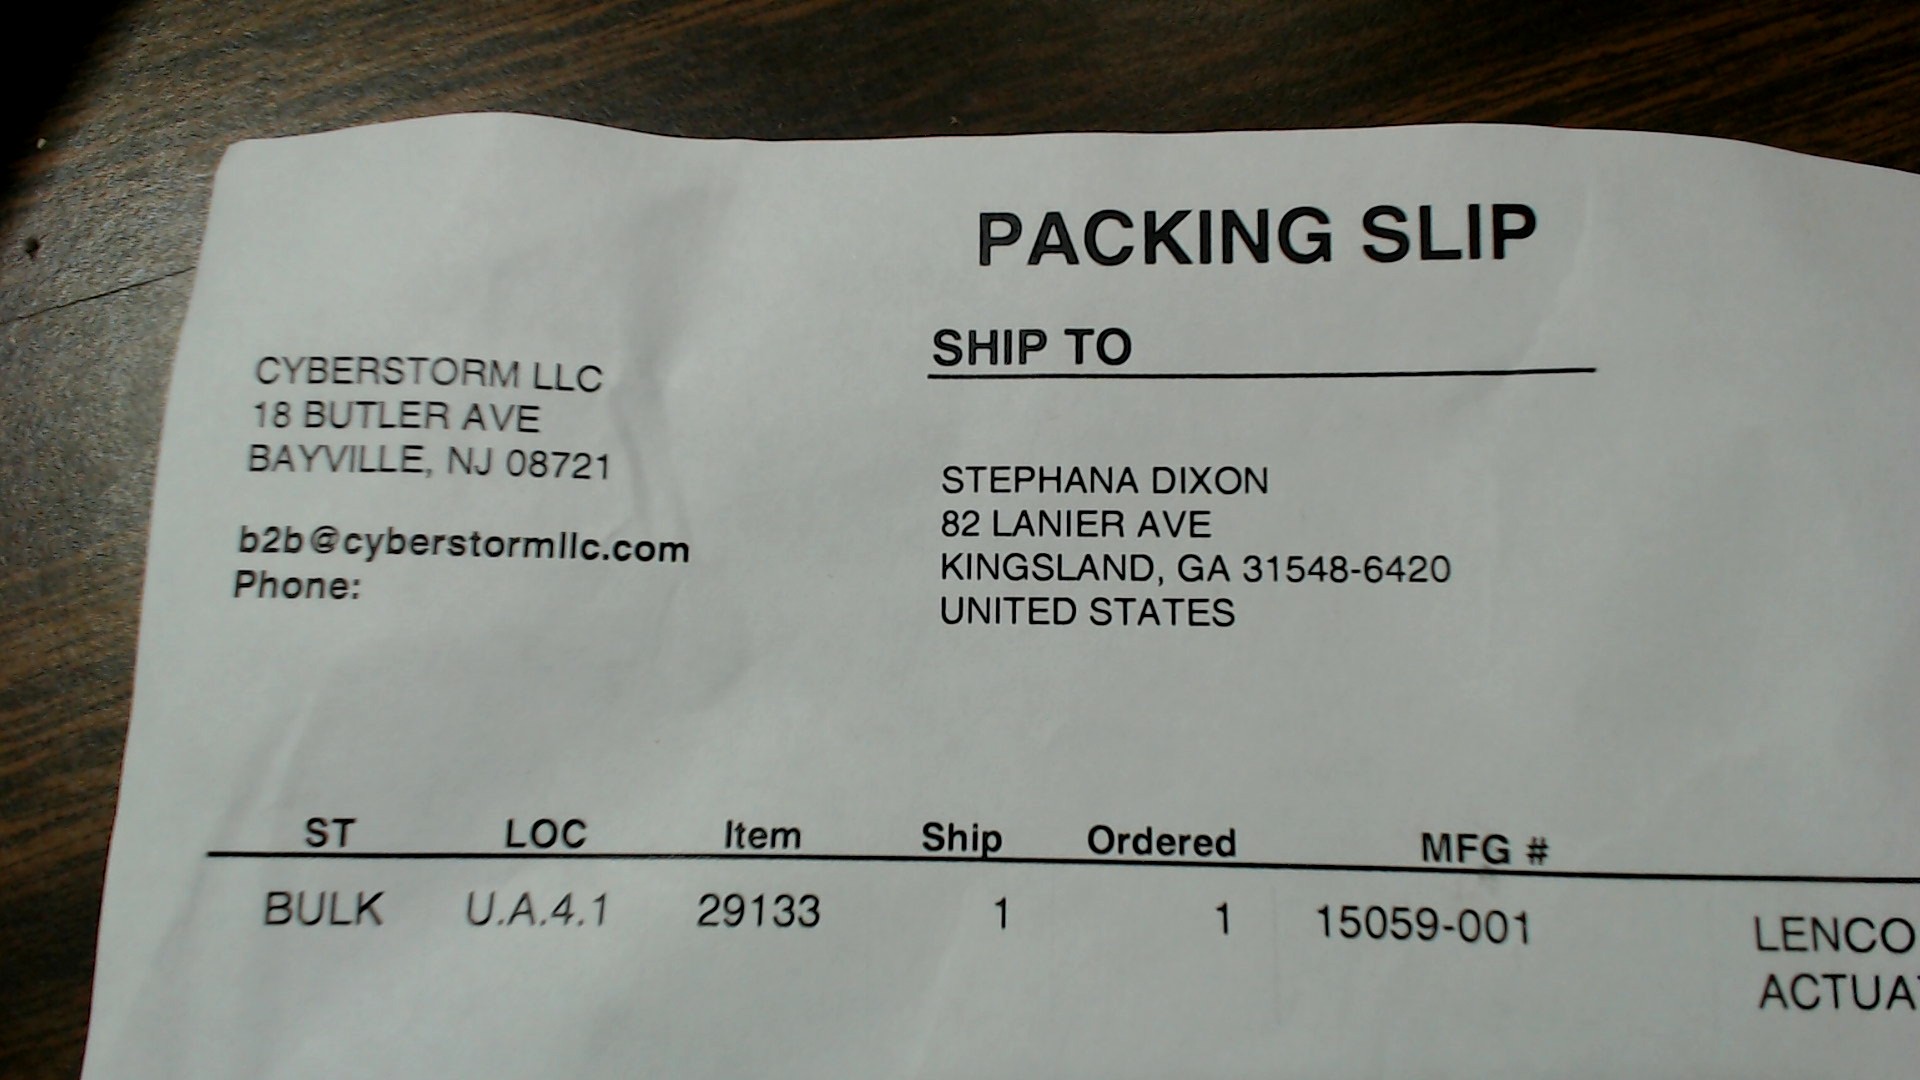 PACKING SLIP
CYBERSTORM LLC
18 BUTLER AVE
BAYVILLE, NJ 08721
b2b@cyberstormllc.com
Phone:
SHIP TO
STEPHANA DIXON
82 LANIER AVE
KINGSLAND, GA 31548-6420
UNITED STATES
ST LOC Item Ship Ordered MFG #
BULK U.A.4.1 29133 1 1 15059-001 LENCO